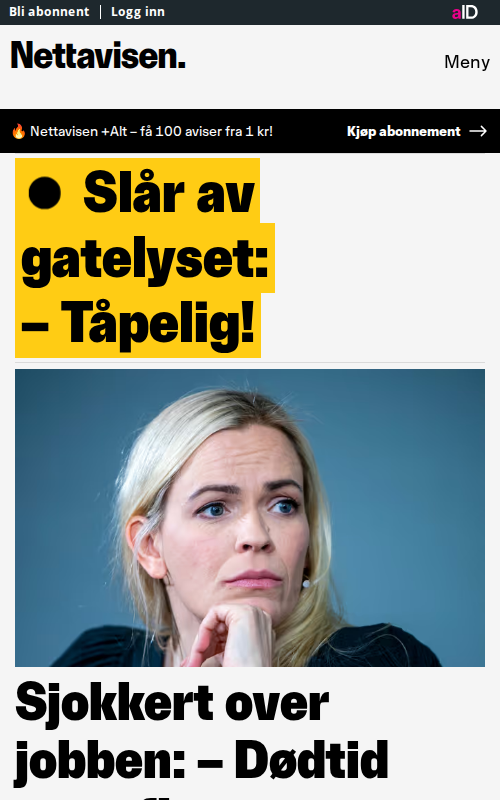 Bli abonnent | Logg inn
aID
Nettavisen.
Meny
🔥 Nettavisen +Alt – få 100 aviser fra 1 kr!
Kjøp abonnement →
● Slår av
gatelyset:
– Tåpelig!
Sjokkert over
jobben: – Dødtid